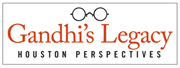 Gandhi's Legacy
HOUSTON PERSPECTIVES